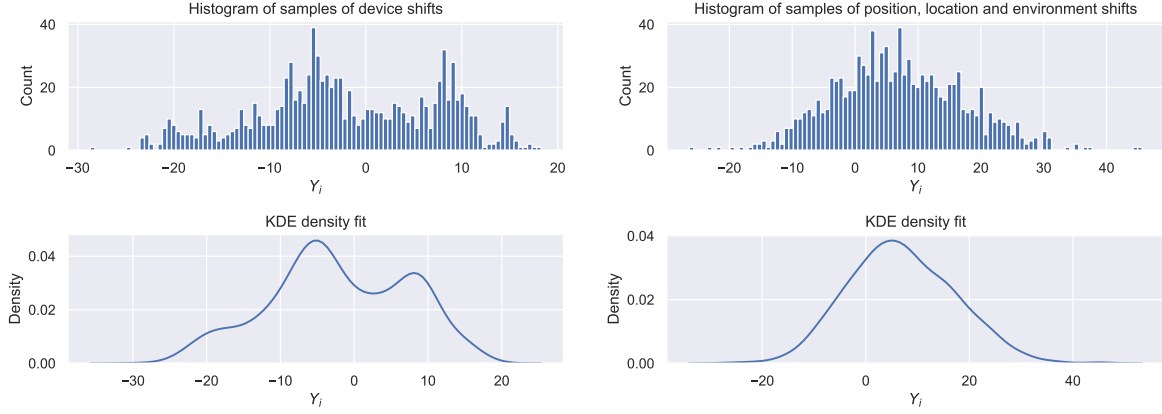 Histogram of samples of device shifts
40
20
0
Count
−30 −20 −10 0 10 20
Y_i
Histogram of samples of position, location and environment shifts
40
20
0
Count
−20 −10 0 10 20 30 40
Y_i
KDE density fit
0.04
0.02
0.00
Density
−30 −20 −10 0 10 20
Y_i
KDE density fit
0.04
0.02
0.00
Density
−20 0 20 40
Y_i